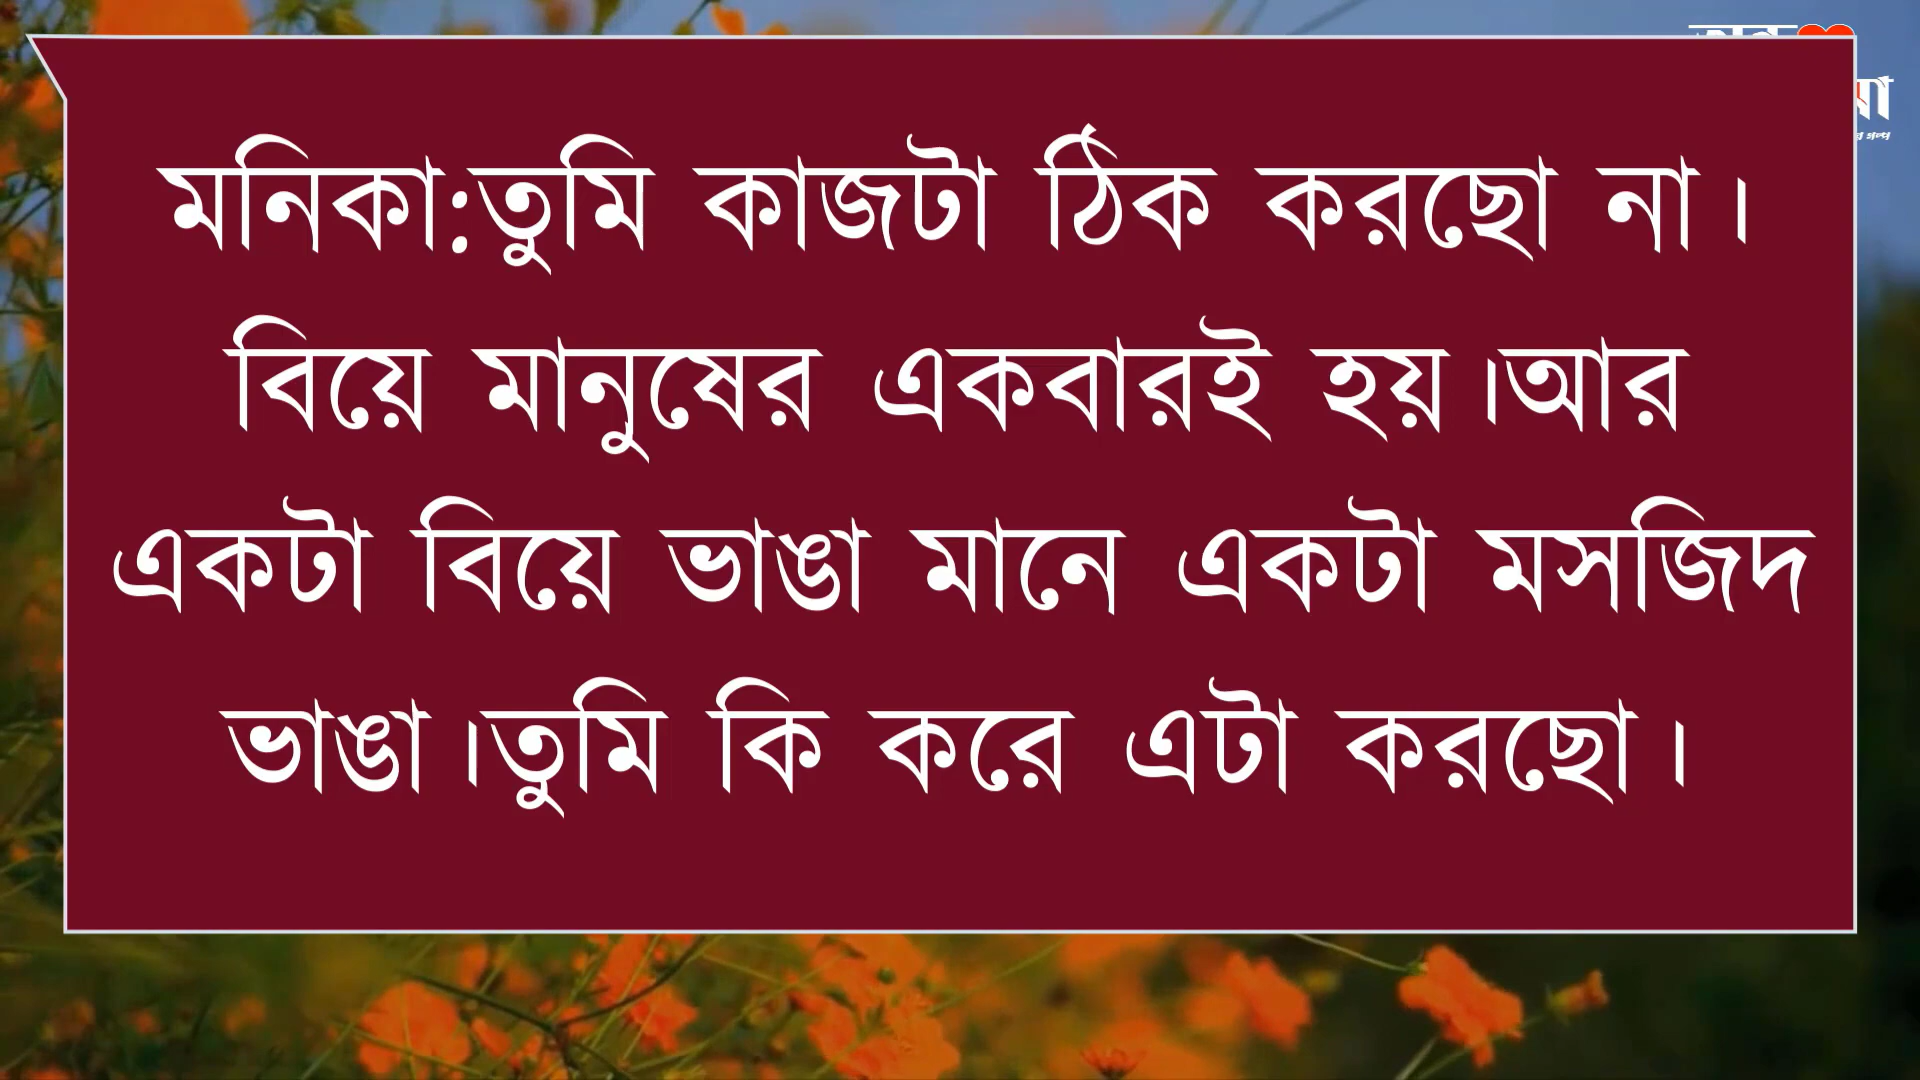 মনিকা:তুমি কাজটা ঠিক করছো না।
বিয়ে মানুষের একবারই হয়।আর
একটা বিয়ে ভাঙা মানে একটা মসজিদ
ভাঙা।তুমি কি করে এটা করছো।